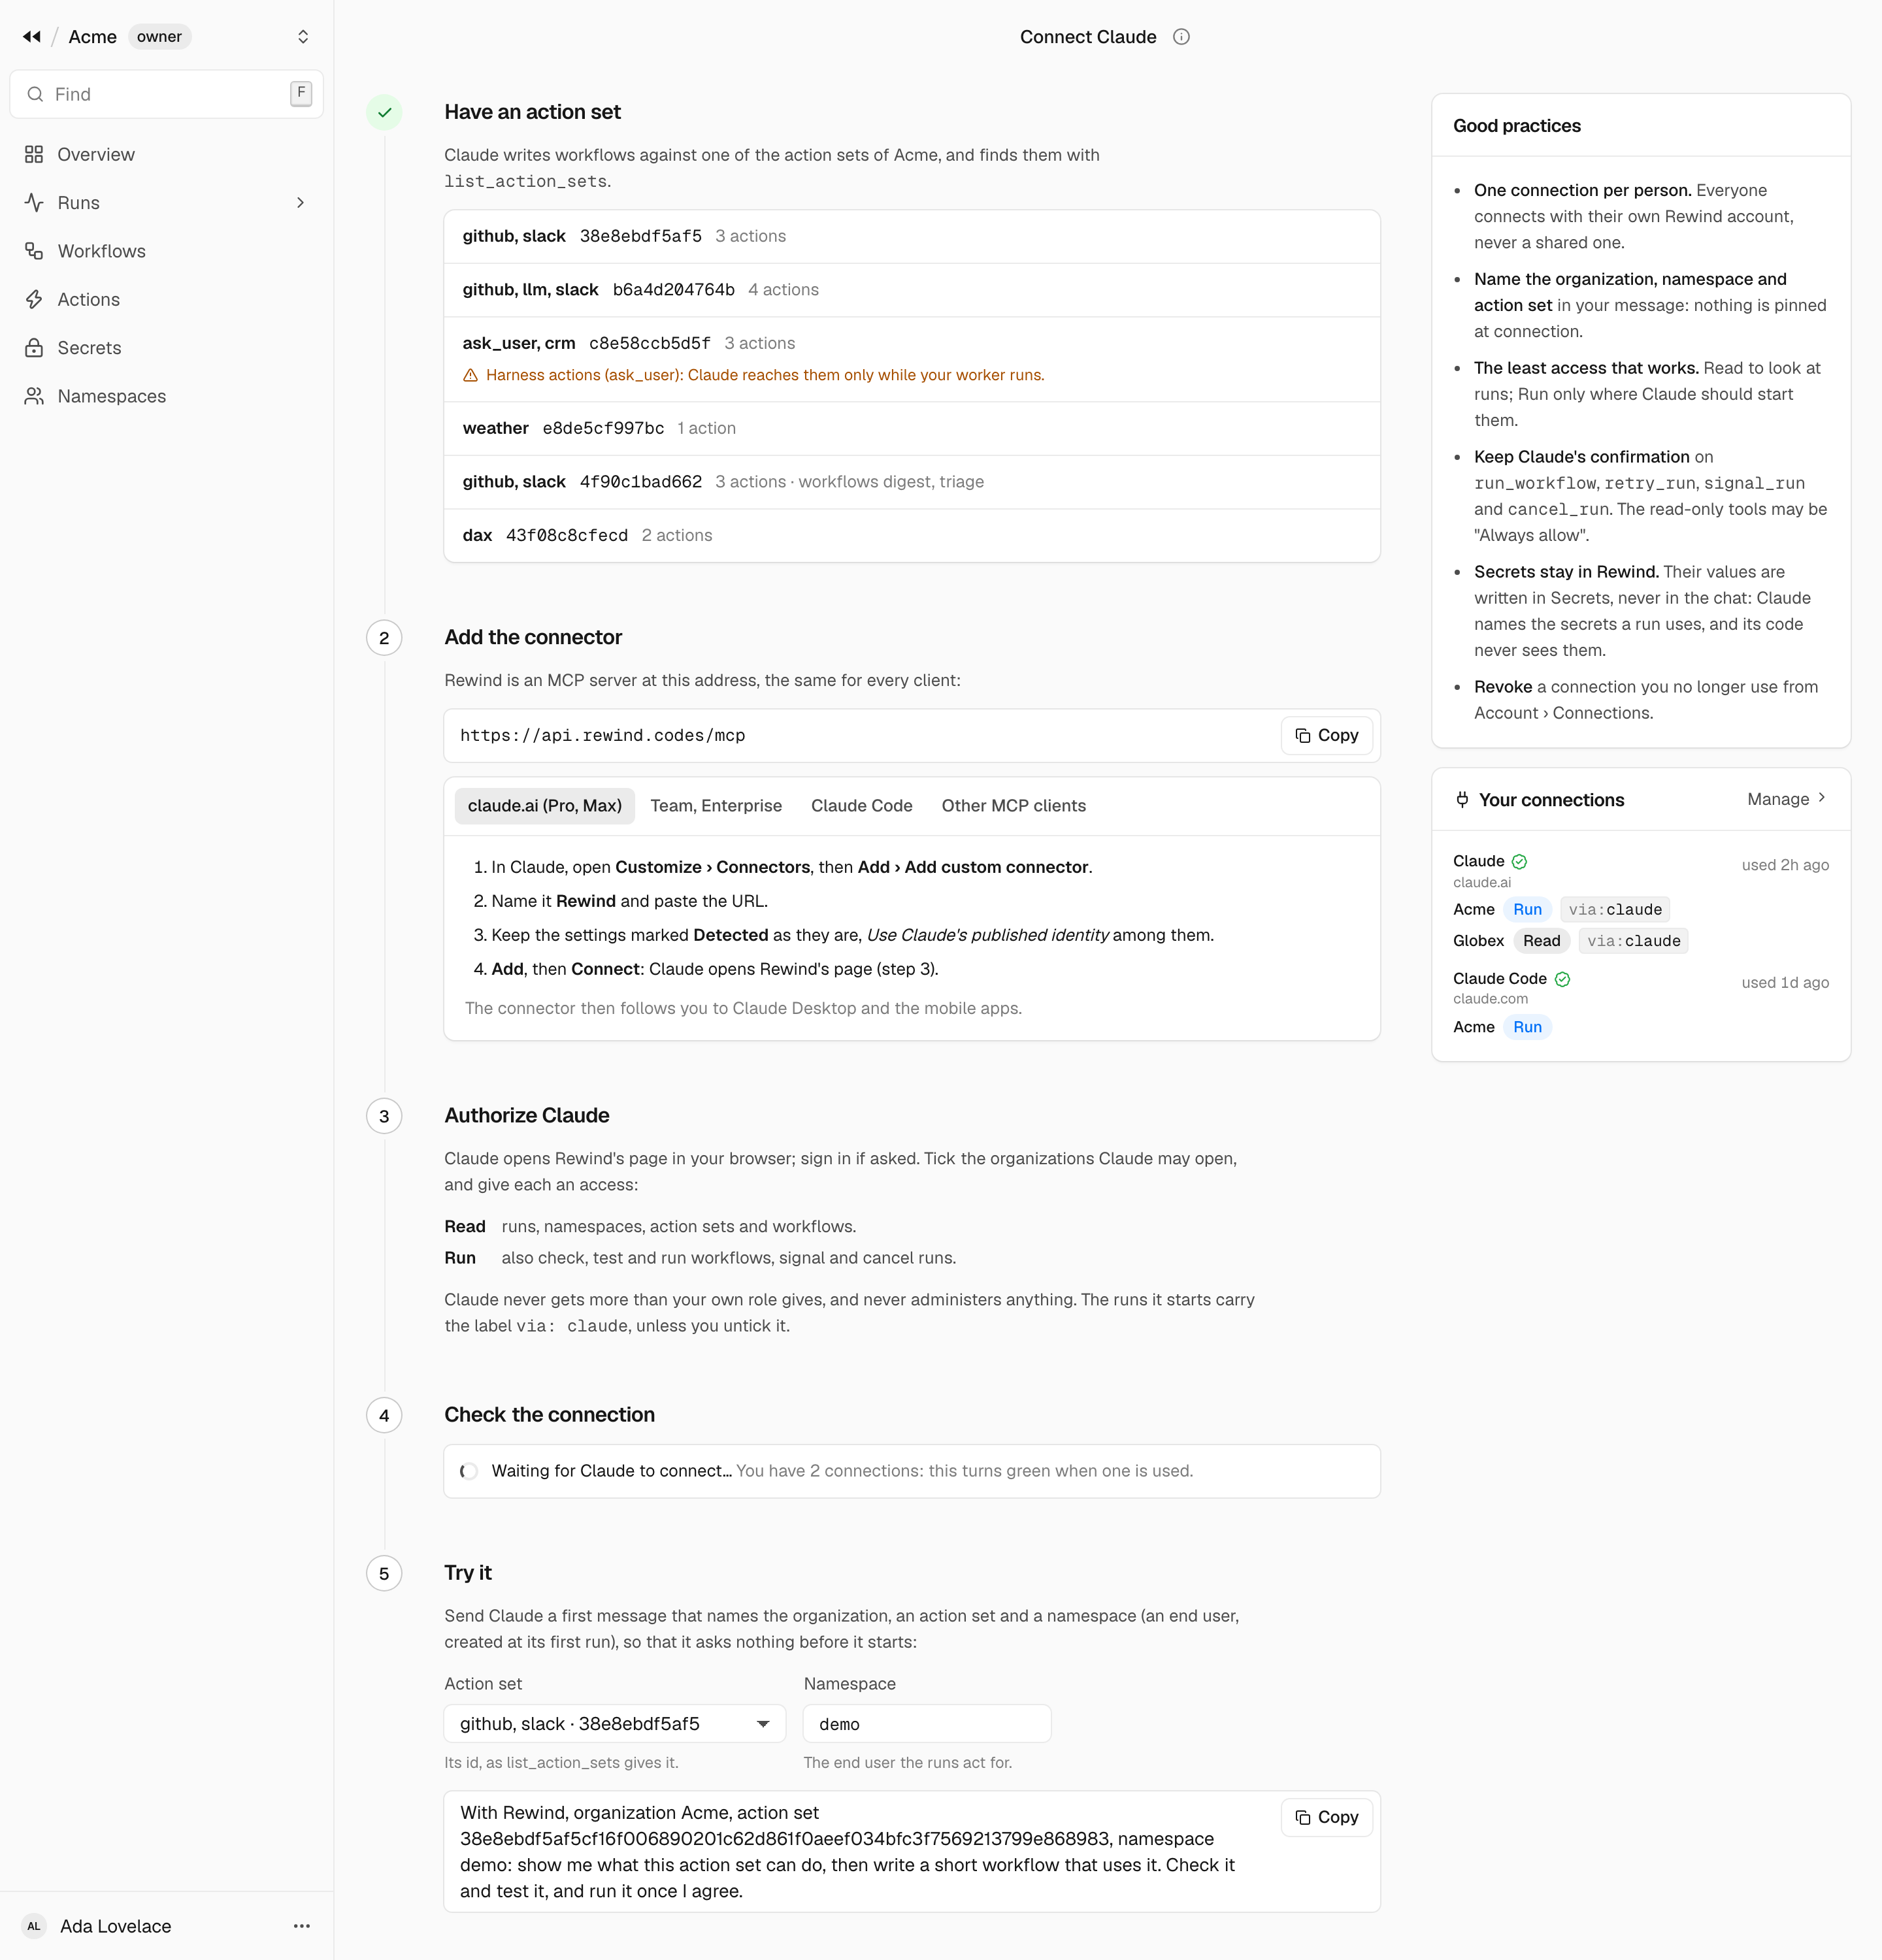 Acme owner
Find F
Overview
Runs
Workflows
Actions
Secrets
Namespaces
AL Ada Lovelace
Connect Claude
Have an action set
Claude writes workflows against one of the action sets of Acme, and finds them with
list_action_sets.
github, slack 38e8ebdf5af5 3 actions
github, llm, slack b6a4d204764b 4 actions
ask_user, crm c8e58ccb5d5f 3 actions
Harness actions (ask_user): Claude reaches them only while your worker runs.
weather e8de5cf997bc 1 action
github, slack 4f90c1bad662 3 actions · workflows digest, triage
dax 43f08c8cfecd 2 actions
2 Add the connector
Rewind is an MCP server at this address, the same for every client:
https://api.rewind.codes/mcp Copy
claude.ai (Pro, Max) Team, Enterprise Claude Code Other MCP clients
1. In Claude, open Customize › Connectors, then Add › Add custom connector.
2. Name it Rewind and paste the URL.
3. Keep the settings marked Detected as they are, Use Claude's published identity among them.
4. Add, then Connect: Claude opens Rewind's page (step 3).
The connector then follows you to Claude Desktop and the mobile apps.
3 Authorize Claude
Claude opens Rewind's page in your browser; sign in if asked. Tick the organizations Claude may open,
and give each an access:
Read runs, namespaces, action sets and workflows.
Run also check, test and run workflows, signal and cancel runs.
Claude never gets more than your own role gives, and never administers anything. The runs it starts carry
the label via: claude, unless you untick it.
4 Check the connection
Waiting for Claude to connect... You have 2 connections: this turns green when one is used.
5 Try it
Send Claude a first message that names the organization, an action set and a namespace (an end user,
created at its first run), so that it asks nothing before it starts:
Action set Namespace
github, slack · 38e8ebdf5af5 demo
Its id, as list_action_sets gives it. The end user the runs act for.
With Rewind, organization Acme, action set Copy
38e8ebdf5af5cf16f006890201c62d861f0aeef034bfc3f7569213799e868983, namespace
demo: show me what this action set can do, then write a short workflow that uses it. Check it
and test it, and run it once I agree.
Good practices
• One connection per person. Everyone
connects with their own Rewind account,
never a shared one.
• Name the organization, namespace and
action set in your message: nothing is pinned
at connection.
• The least access that works. Read to look at
runs; Run only where Claude should start
them.
• Keep Claude's confirmation on
run_workflow, retry_run, signal_run
and cancel_run. The read-only tools may be
"Always allow".
• Secrets stay in Rewind. Their values are
written in Secrets, never in the chat: Claude
names the secrets a run uses, and its code
never sees them.
• Revoke a connection you no longer use from
Account › Connections.
Your connections Manage
Claude used 2h ago
claude.ai
Acme Run via:claude
Globex Read via:claude
Claude Code used 1d ago
claude.com
Acme Run